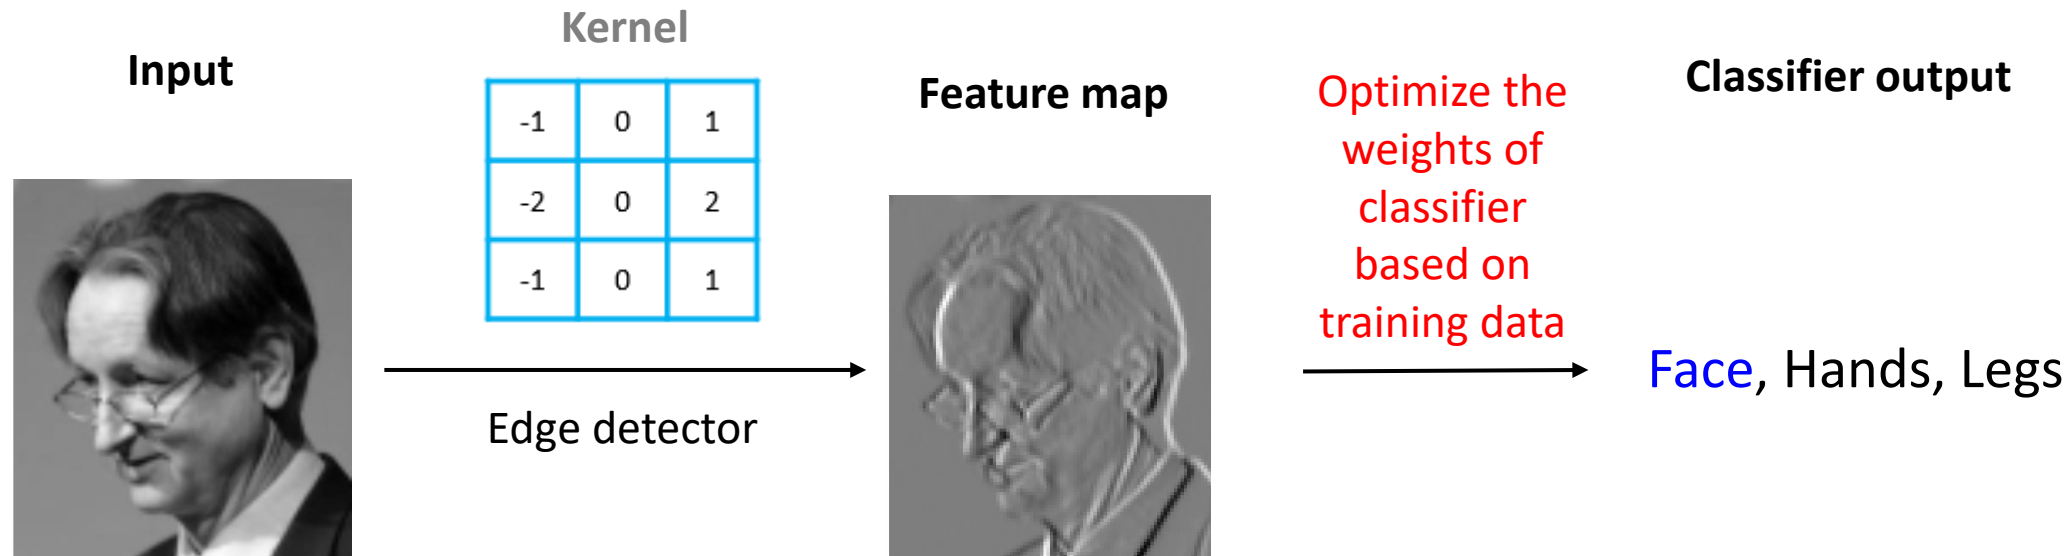 Input
Kernel
-1 0 1
-2 0 2
-1 0 1
Edge detector
Feature map
Optimize the
weights of
classifier
based on
training data
Classifier output
Face, Hands, Legs